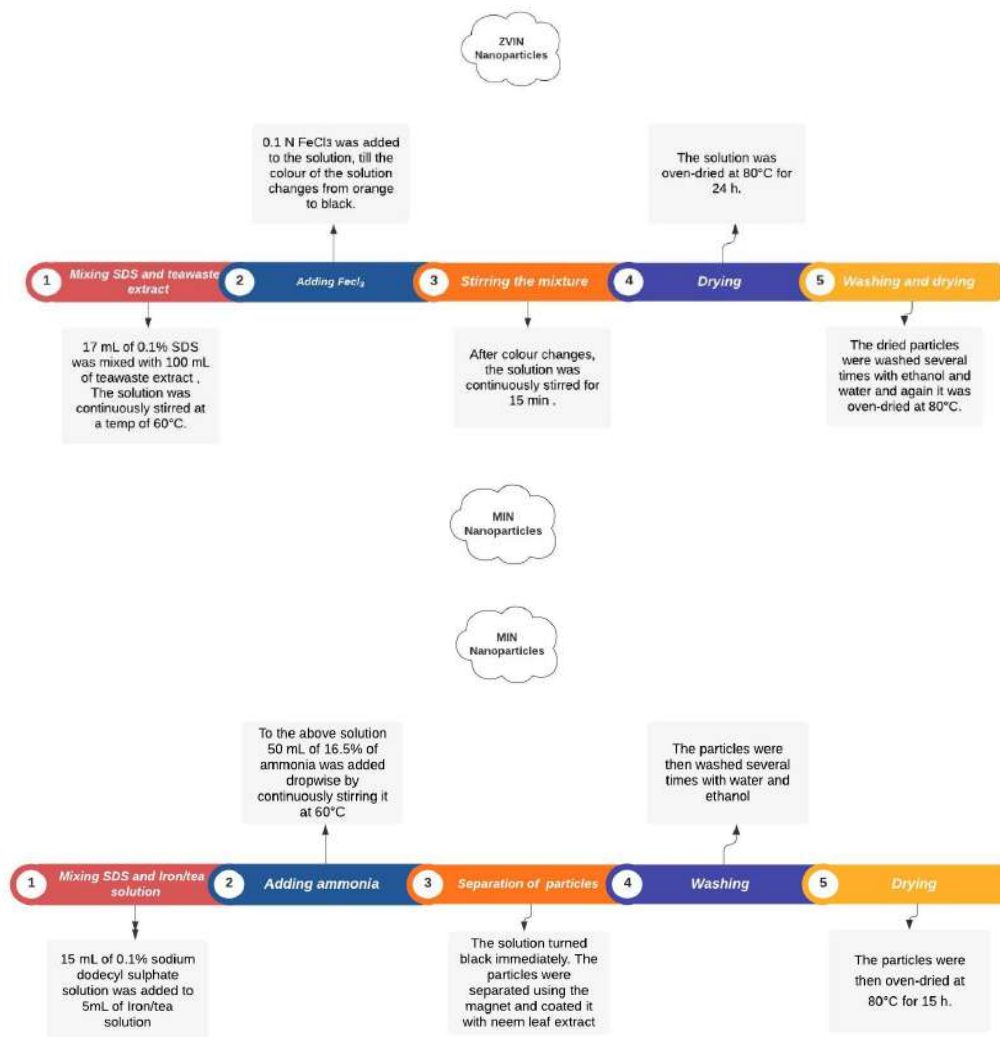 ZVIN
Nanoparticles
0.1 N FeCl3 was added
to the solution, till the
colour of the solution
changes from orange
to black.
The solution was
oven-dried at 80°C for
24 h.
1
Mixing SDS and teawaste
extract
2
Adding Fecl3
3
Stirring the mixture
4
Drying
5
Washing and drying
17 mL of 0.1% SDS
was mixed with 100 mL
of teawaste extract ,
The solution was
continuously stirred at
a temp of 60°C.
After colour changes,
the solution was
continuously stirred for
15 min .
The dried particles
were washed several
times with ethanol and
water and again it was
oven-dried at 80°C.
MIN
Nanoparticles
MIN
Nanoparticles
To the above solution
50 mL of 16.5% of
ammonia was added
dropwise by
continuously stirring it
at 60°C
The particles were
then washed several
times with water and
ethanol
1
Mixing SDS and Iron/tea
solution
2
Adding ammonia
3
Separation of particles
4
Washing
5
Drying
15 mL of 0.1% sodium
dodecyl sulphate
solution was added to
5mL of Iron/tea
solution
The solution turned
black immediately. The
particles were
separated using the
magnet and coated it
with neem leaf extract
The particles were
then oven-dried at
80°C for 15 h.